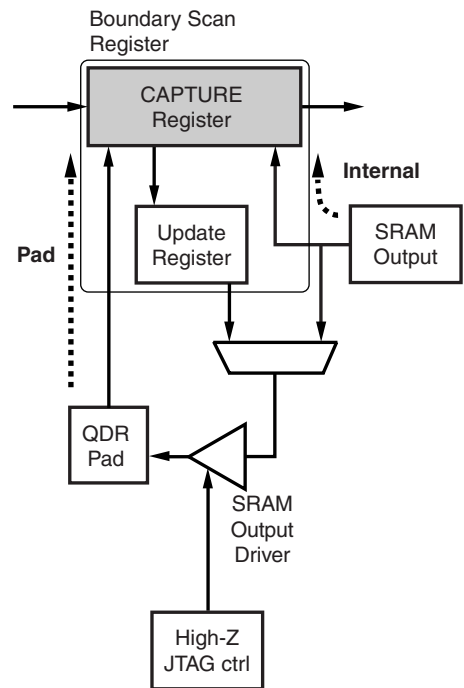 Boundary Scan
Register
CAPTURE
Register
Internal
Update
Register
SRAM
Output
Pad
QDR
Pad
SRAM
Output
Driver
High-Z
JTAG ctrl